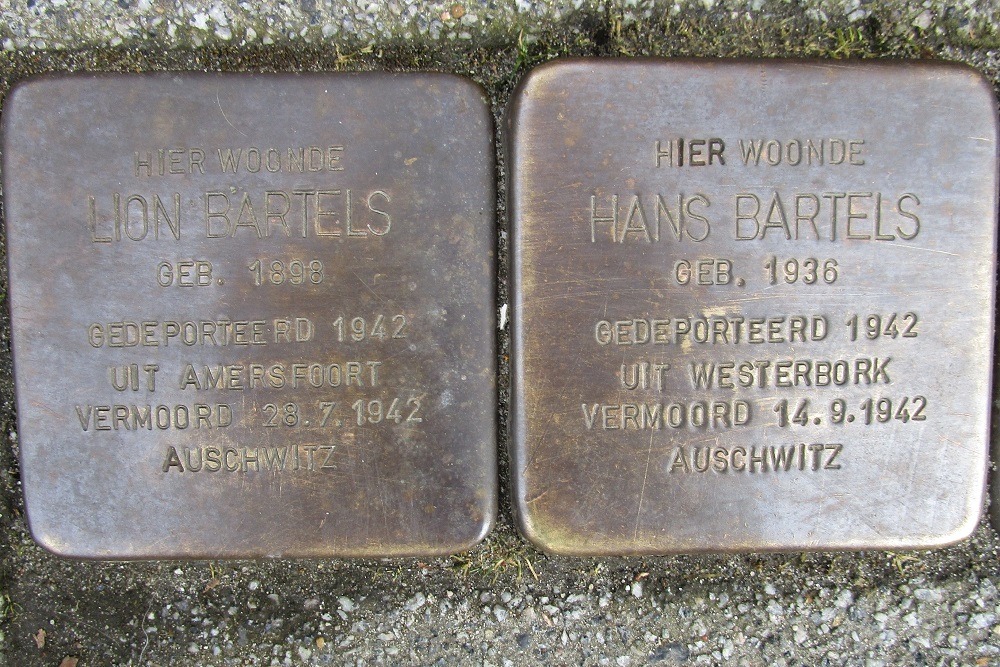 HIER WOONDE
LION BARTELS
GEB. 1898
GEDEPORTEERD 1942
UIT AMERSFOORT
VERMOORD 28.7.1942
AUSCHWITZ
HIER WOONDE
HANS BARTELS
GEB. 1936
GEDEPORTEERD 1942
UIT WESTERBORK
VERMOORD 14.9.1942
AUSCHWITZ